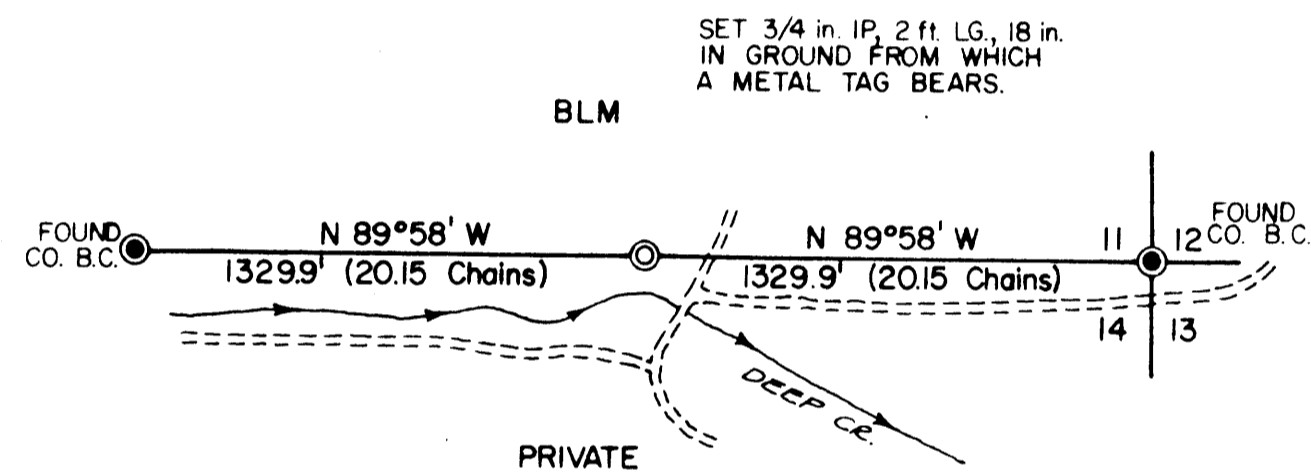 SET 3/4 in. IP, 2 ft. LG., 18 in.
IN GROUND FROM WHICH
A METAL TAG BEARS.
BLM
FOUND
CO. B.C.
N 89°58' W
1329.9' (20.15 Chains)
N 89°58' W
1329.9' (20.15 Chains)
11
12
FOUND
CO. B.C.
14
13
DEEP CR.
PRIVATE